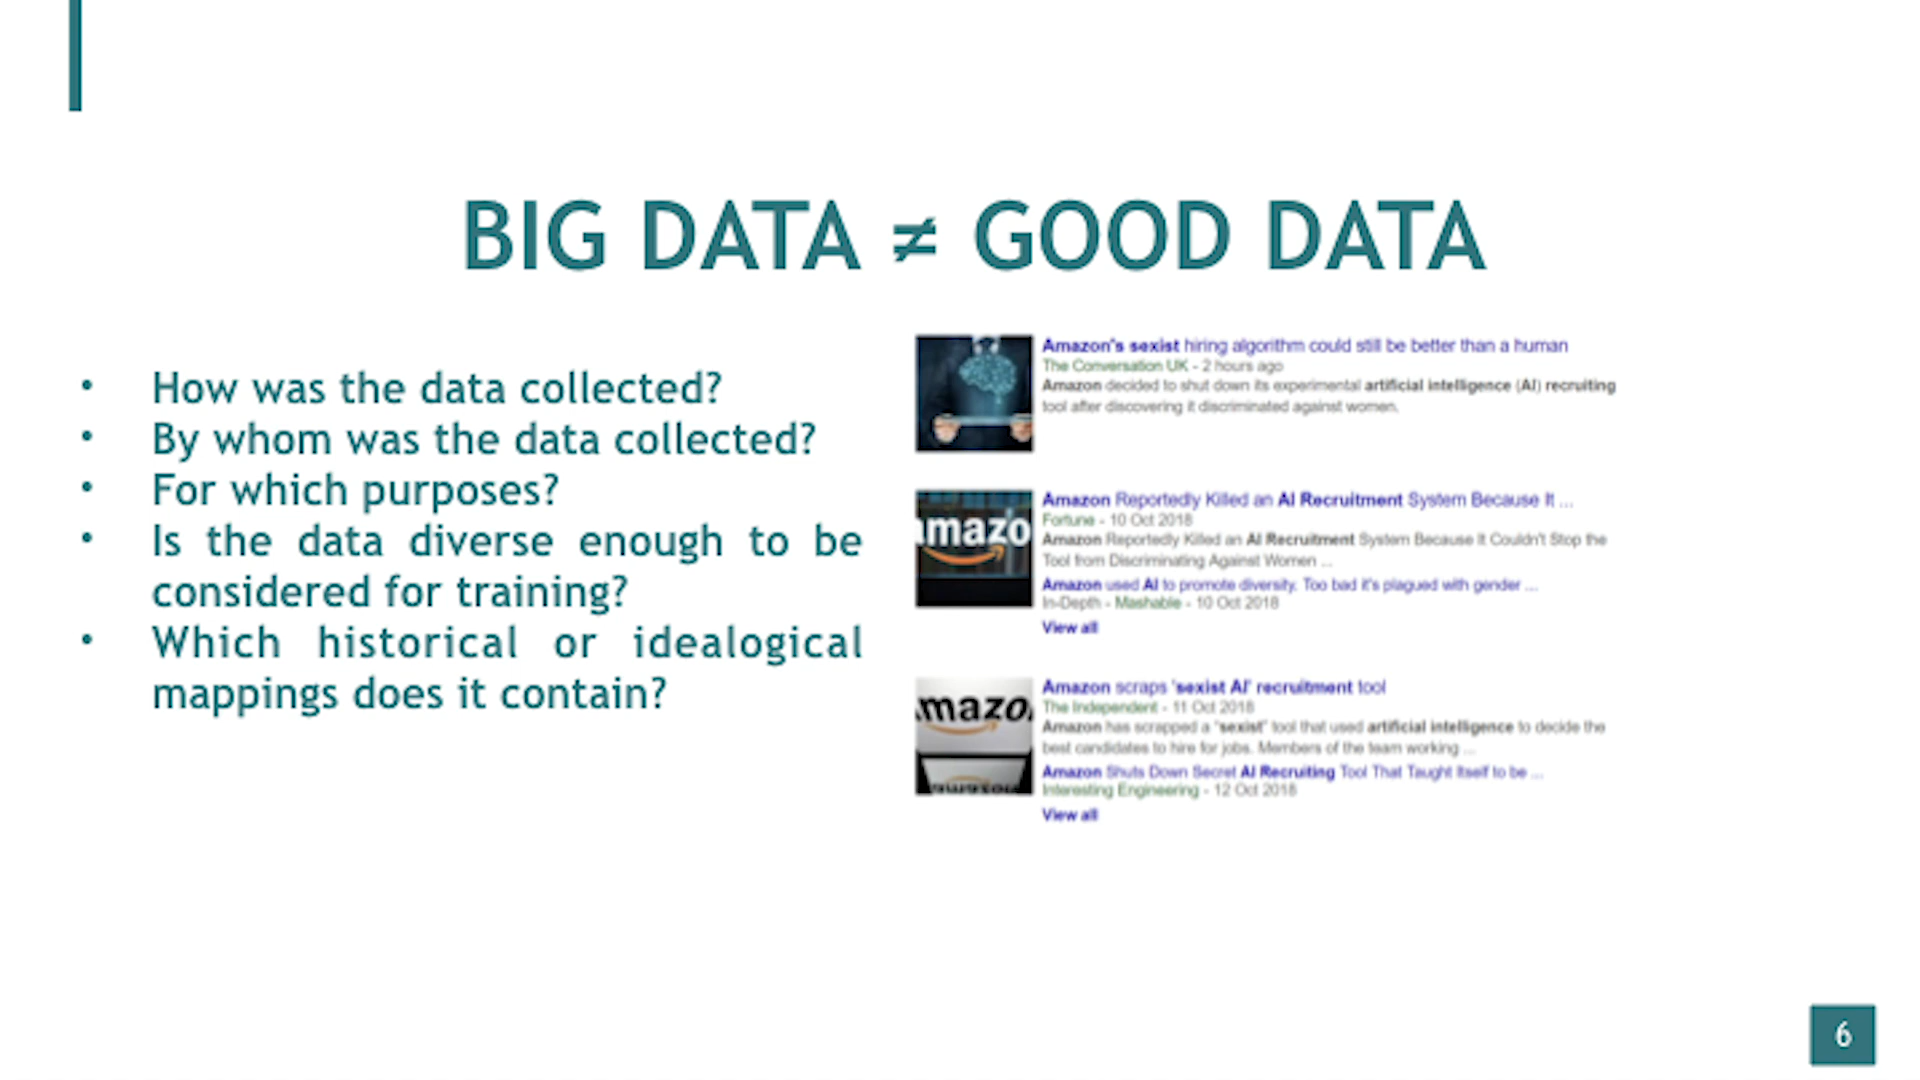 BIG DATA ≠ GOOD DATA
• How was the data collected?
• By whom was the data collected?
• For which purposes?
• Is the data diverse enough to be
considered for training?
• Which historical or idealogical
mappings does it contain?
Amazon's sexist hiring algorithm could still be better than a human
The Conversation UK - 2 hours ago
Amazon decided to shut down its experimental artificial intelligence (AI) recruiting
tool after discovering it discriminated against women.
amazo
Amazon Reportedly Killed an AI Recruitment System Because It ...
Fortune - 10 Oct 2018
Amazon Reportedly Killed an AI Recruitment System Because It Couldn't Stop the
Tool from Discriminating Against Women ...
Amazon used AI to promote diversity. Too bad it's plagued with gender ...
In-Depth - Mashable - 10 Oct 2018
View all
amazo
Amazon scraps 'sexist AI' recruitment tool
The Independent - 11 Oct 2018
Amazon has scrapped a "sexist" tool that used artificial intelligence to decide the
best candidates to hire for jobs. Members of the team working ...
Amazon Shuts Down Secret AI Recruiting Tool That Taught Itself to be ...
Interesting Engineering - 12 Oct 2018
View all
6